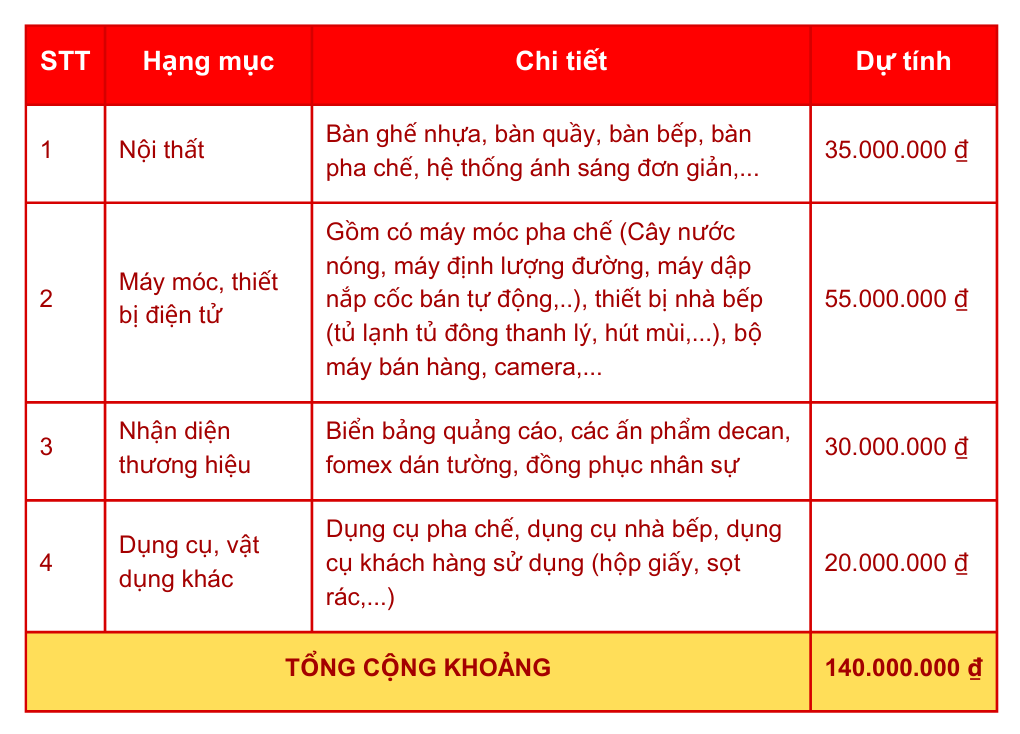 STT Hạng mục Chi tiết Dự tính
1 Nội thất Bàn ghế nhựa, bàn quầy, bàn bếp, bàn
pha chế, hệ thống ánh sáng đơn giản,... 35.000.000 ₫
2 Máy móc, thiết
bị điện tử Gồm có máy móc pha chế (Cây nước
nóng, máy định lượng đường, máy dập
nắp cốc bán tự động,..), thiết bị nhà bếp
(tủ lạnh tủ đông thanh lý, hút mùi,...), bộ
máy bán hàng, camera,... 55.000.000 ₫
3 Nhận diện
thương hiệu Biển bảng quảng cáo, các ấn phẩm decan,
fomex dán tường, đồng phục nhân sự 30.000.000 ₫
4 Dụng cụ, vật
dụng khác Dụng cụ pha chế, dụng cụ nhà bếp, dụng
cụ khách hàng sử dụng (hộp giấy, sọt
rác,...) 20.000.000 ₫
TỔNG CỘNG KHOẢNG 140.000.000 ₫